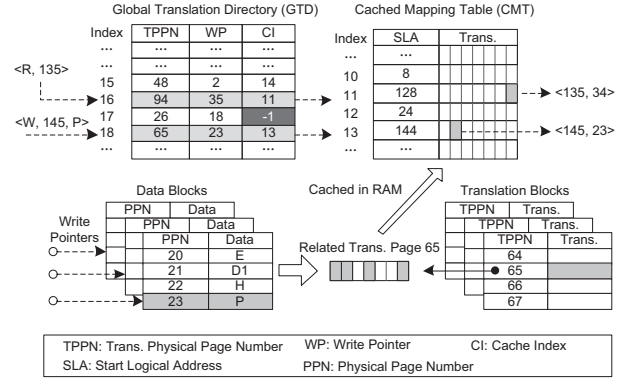 Global Translation Directory (GTD) Cached Mapping Table (CMT)
Index TPPN WP CI Index SLA Trans.
... ... ... ... ... ...
<R, 135> ... ... ... 10 8
15 48 2 14 11 128 <135, 34>
16 94 35 11 12 24
<W, 145, P> 17 26 18 -1 13 144 <145, 23>
18 65 23 13 ... ...
... ... ... ...
Data Blocks Cached in RAM Translation Blocks
PPN Data TPPN Trans.
Write PPN Data TPPN Trans.
Pointers PPN Data Related Trans. Page 65 TPPN Trans.
20 E 64
21 D1 65
22 H 66
23 P 67
TPPN: Trans. Physical Page Number WP: Write Pointer CI: Cache Index
SLA: Start Logical Address PPN: Physical Page Number